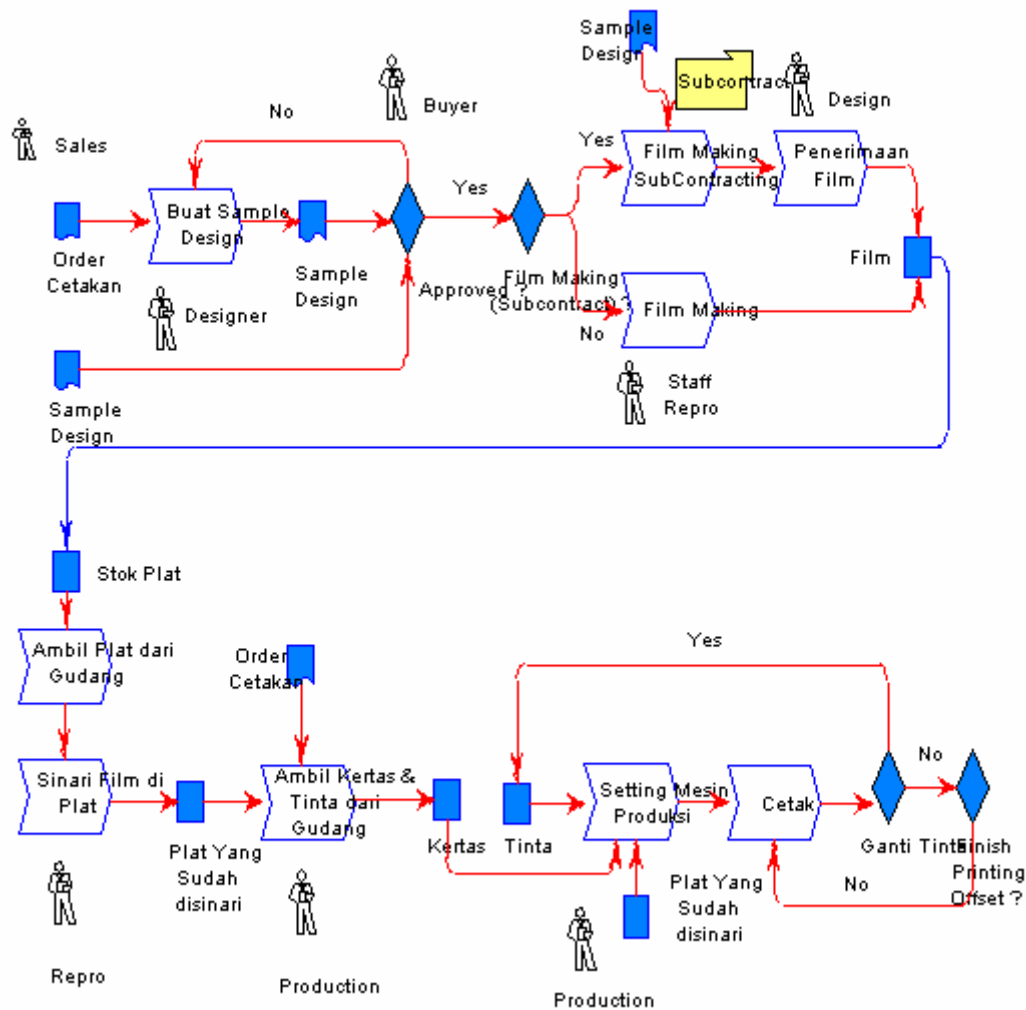 Sample
Design
Subcontract
Design
Buyer
No
Sales
Yes
Film Making
SubContracting
Penerimaan
Film
Yes
Buat Sample
Design
Order
Cetakan
Sample
Design
Approved ?
Film Making
(Subcontract) ?
Film
Designer
No
Film Making
Staff
Repro
Sample
Design
Stok Plat
Ambil Plat dari
Gudang
Order
Cetakan
Yes
Sinari Film di
Plat
Ambil Kertas &
Tinta dari
Gudang
Setting Mesin
Produksi
Cetak
No
Kertas
Tinta
Ganti Tinta
Finish
Printing
Offset ?
Plat Yang
Sudah
disinari
Plat Yang
Sudah
disinari
No
Repro
Production
Production